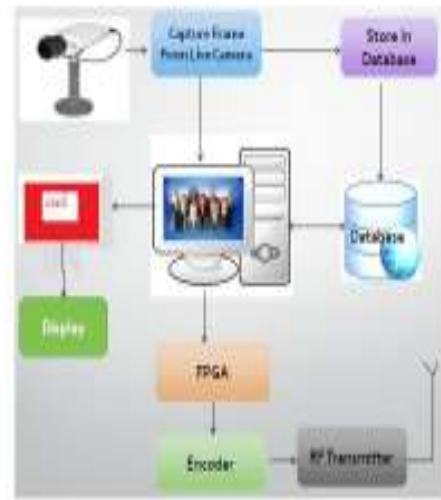 Capture Frame
From Live Camera
Store in
Database
Database
Display
FPGA
Encoder
RF Transmitter